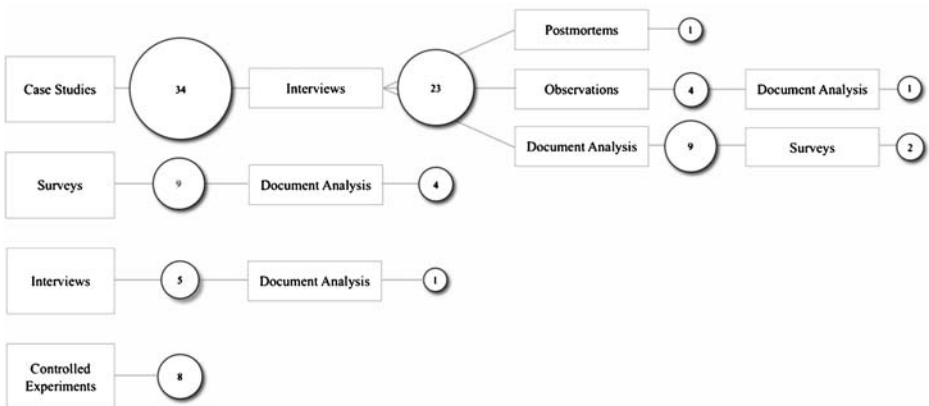 Postmortems 1
Case Studies 34 Interviews 23 Observations 4 Document Analysis 1
Document Analysis 9 Surveys 2
Surveys 9 Document Analysis 4
Interviews 5 Document Analysis 1
Controlled
Experiments
8